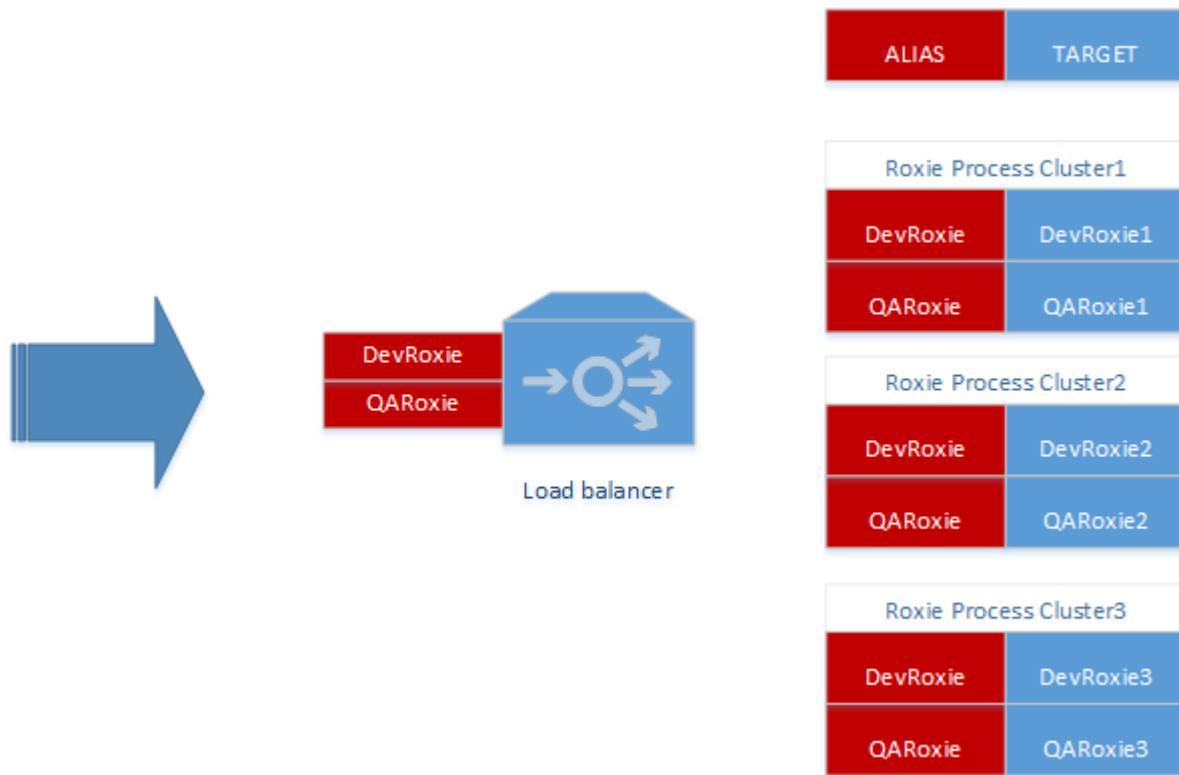 ALIAS TARGET
Roxie Process Cluster1
DevRoxie DevRoxie1
QARoxie QARoxie1
DevRoxie
QARoxie
Load balancer
Roxie Process Cluster2
DevRoxie DevRoxie2
QARoxie QARoxie2
Roxie Process Cluster3
DevRoxie DevRoxie3
QARoxie QARoxie3